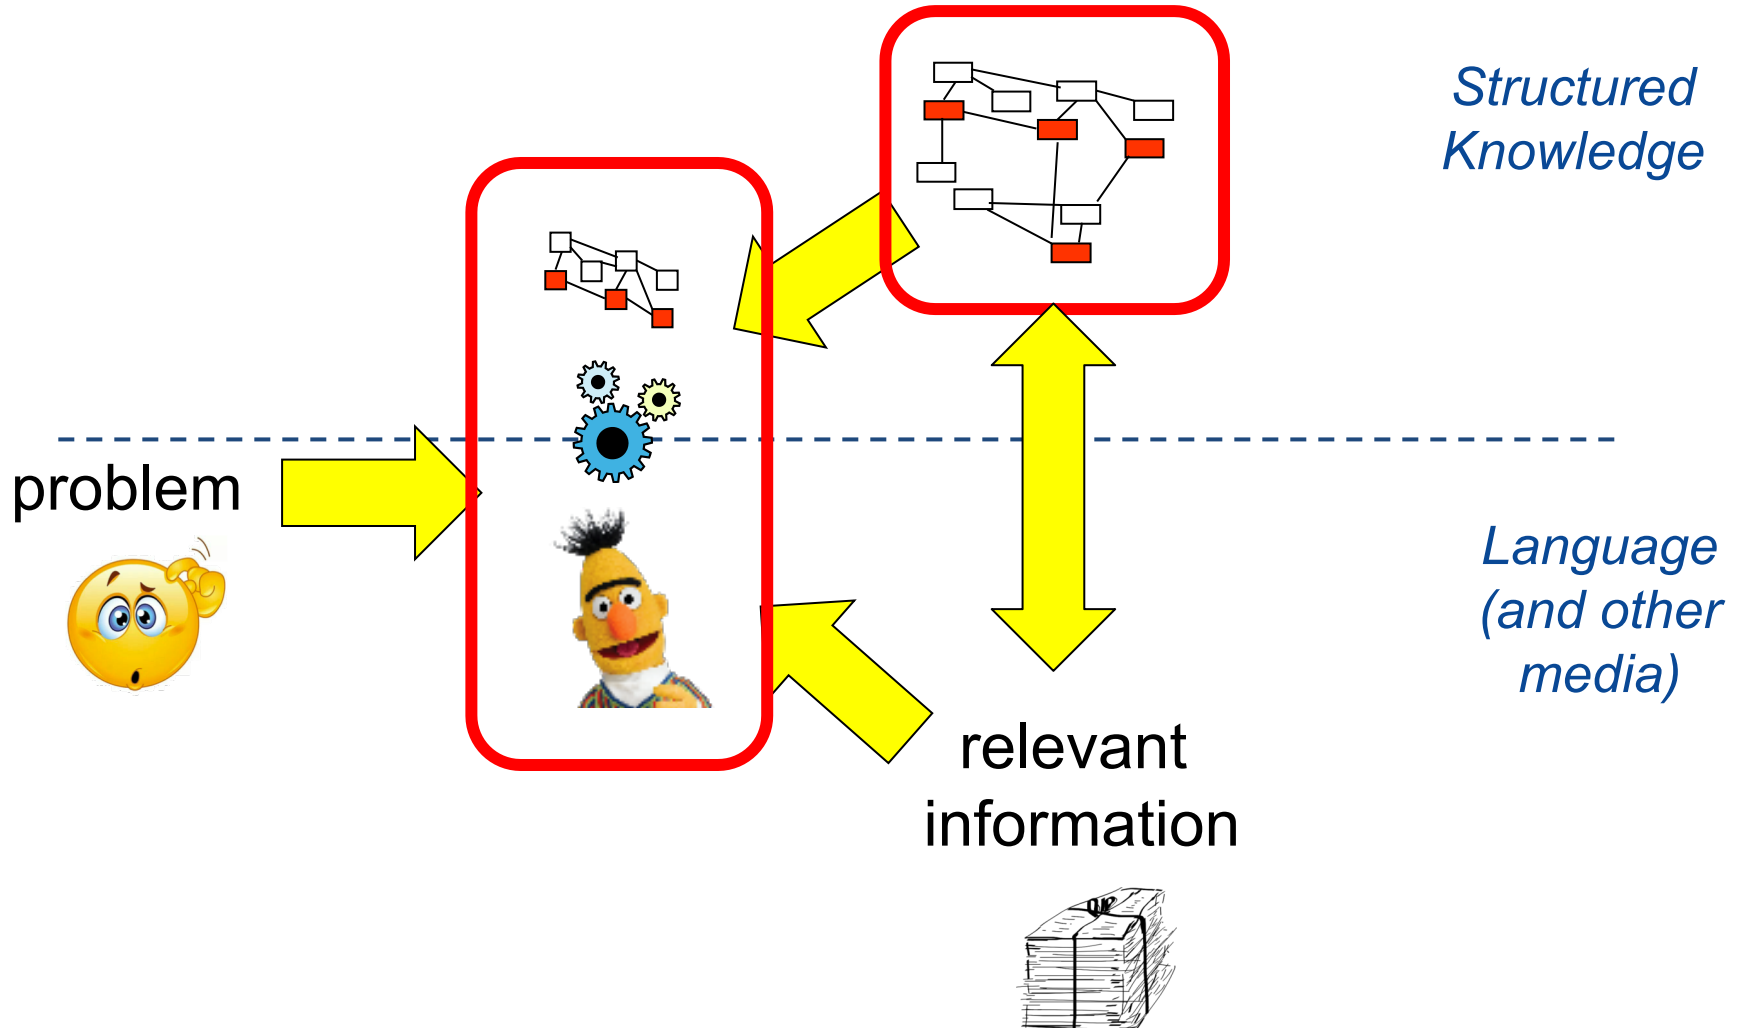 Structured
Knowledge
problem
Language
(and other
media)
relevant
information